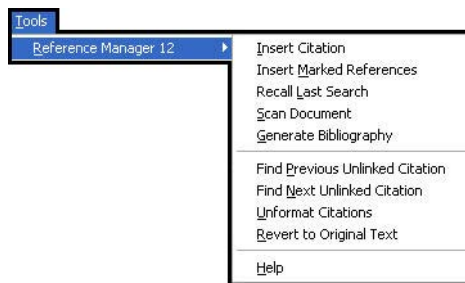 Tools
Reference Manager 12
Insert Citation
Insert Marked References
Recall Last Search
Scan Document
Generate Bibliography
Find Previous Unlinked Citation
Find Next Unlinked Citation
Unformat Citations
Revert to Original Text
Help